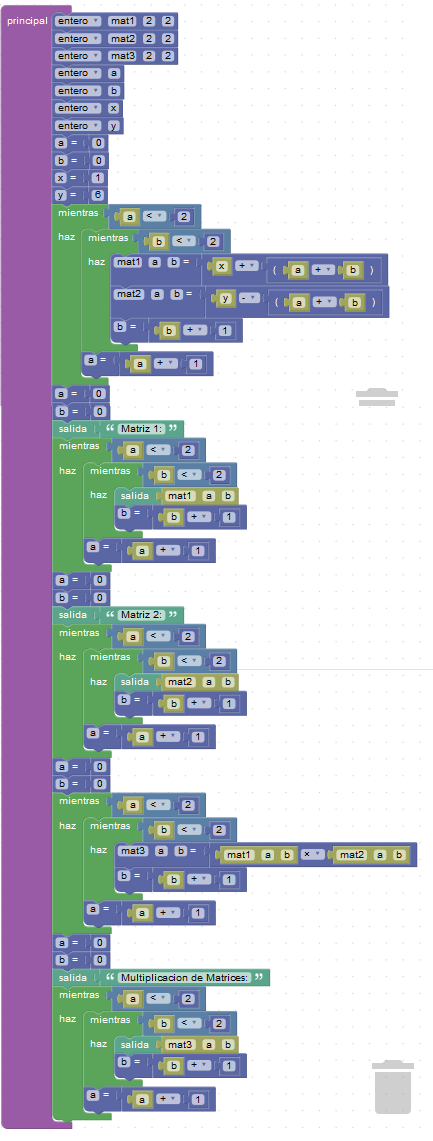 principal entero mat1 2 2
entero mat2 2 2
entero mat3 2 2
entero a
entero b
entero x
entero y
a = 0
b = 0
x = 1
y = 6
mientras a < 2
haz mientras b < 2
haz mat1 a b = x + ( a + b )
mat2 a b = y - ( a + b )
b = b + 1
a = a + 1
a = 0
b = 0
salida “ Matriz 1: ”
mientras a < 2
haz mientras b < 2
haz salida mat1 a b
b = b + 1
a = a + 1
a = 0
b = 0
salida “ Matriz 2: ”
mientras a < 2
haz mientras b < 2
haz salida mat2 a b
b = b + 1
a = a + 1
a = 0
b = 0
mientras a < 2
haz mientras b < 2
haz mat3 a b = mat1 a b × mat2 a b
b = b + 1
a = a + 1
a = 0
b = 0
salida “ Multiplicacion de Matrices: ”
mientras a < 2
haz mientras b < 2
haz salida mat3 a b
b = b + 1
a = a + 1